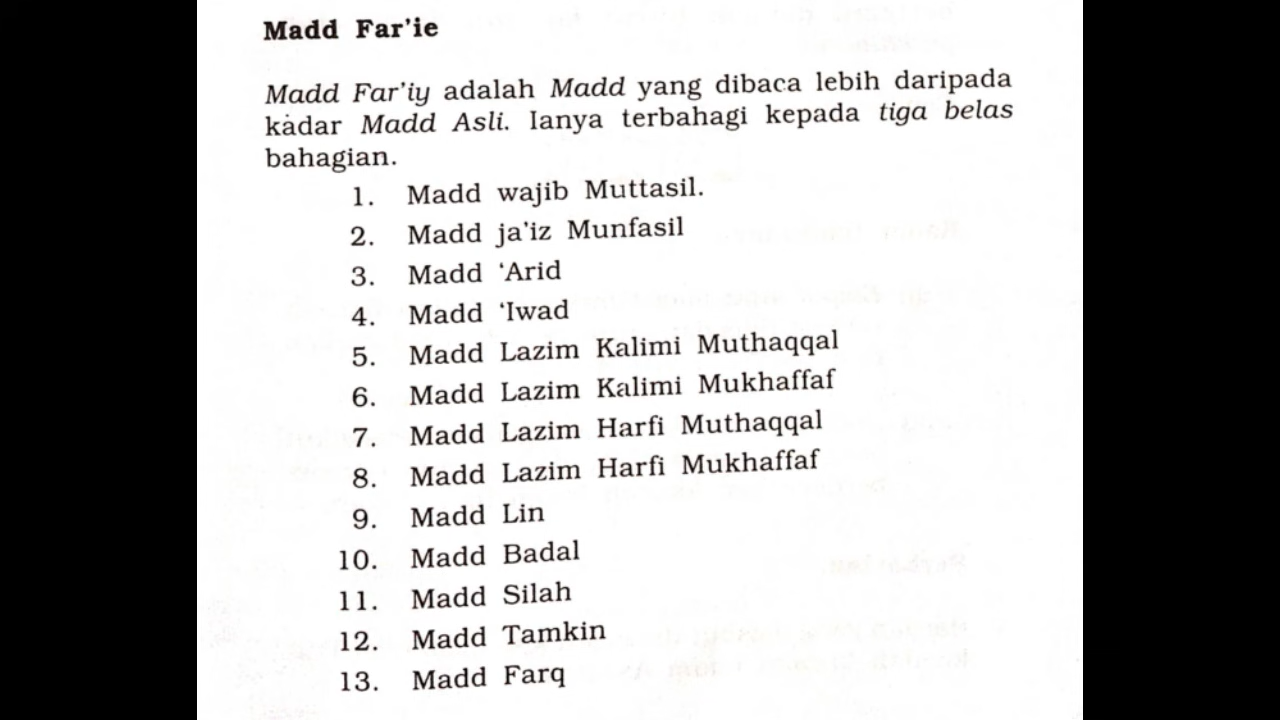 Madd Far'ie
Madd Far'iy adalah Madd yang dibaca lebih daripada
kadar Madd Asli. Ianya terbahagi kepada tiga belas
bahagian.
1. Madd wajib Muttasil.
2. Madd ja'iz Munfasil
3. Madd ‘Arid
4. Madd ‘Iwad
5. Madd Lazim Kalimi Muthaqqal
6. Madd Lazim Kalimi Mukhaffaf
7. Madd Lazim Harfi Muthaqqal
8. Madd Lazim Harfi Mukhaffaf
9. Madd Lin
10. Madd Badal
11. Madd Silah
12. Madd Tamkin
13. Madd Farq